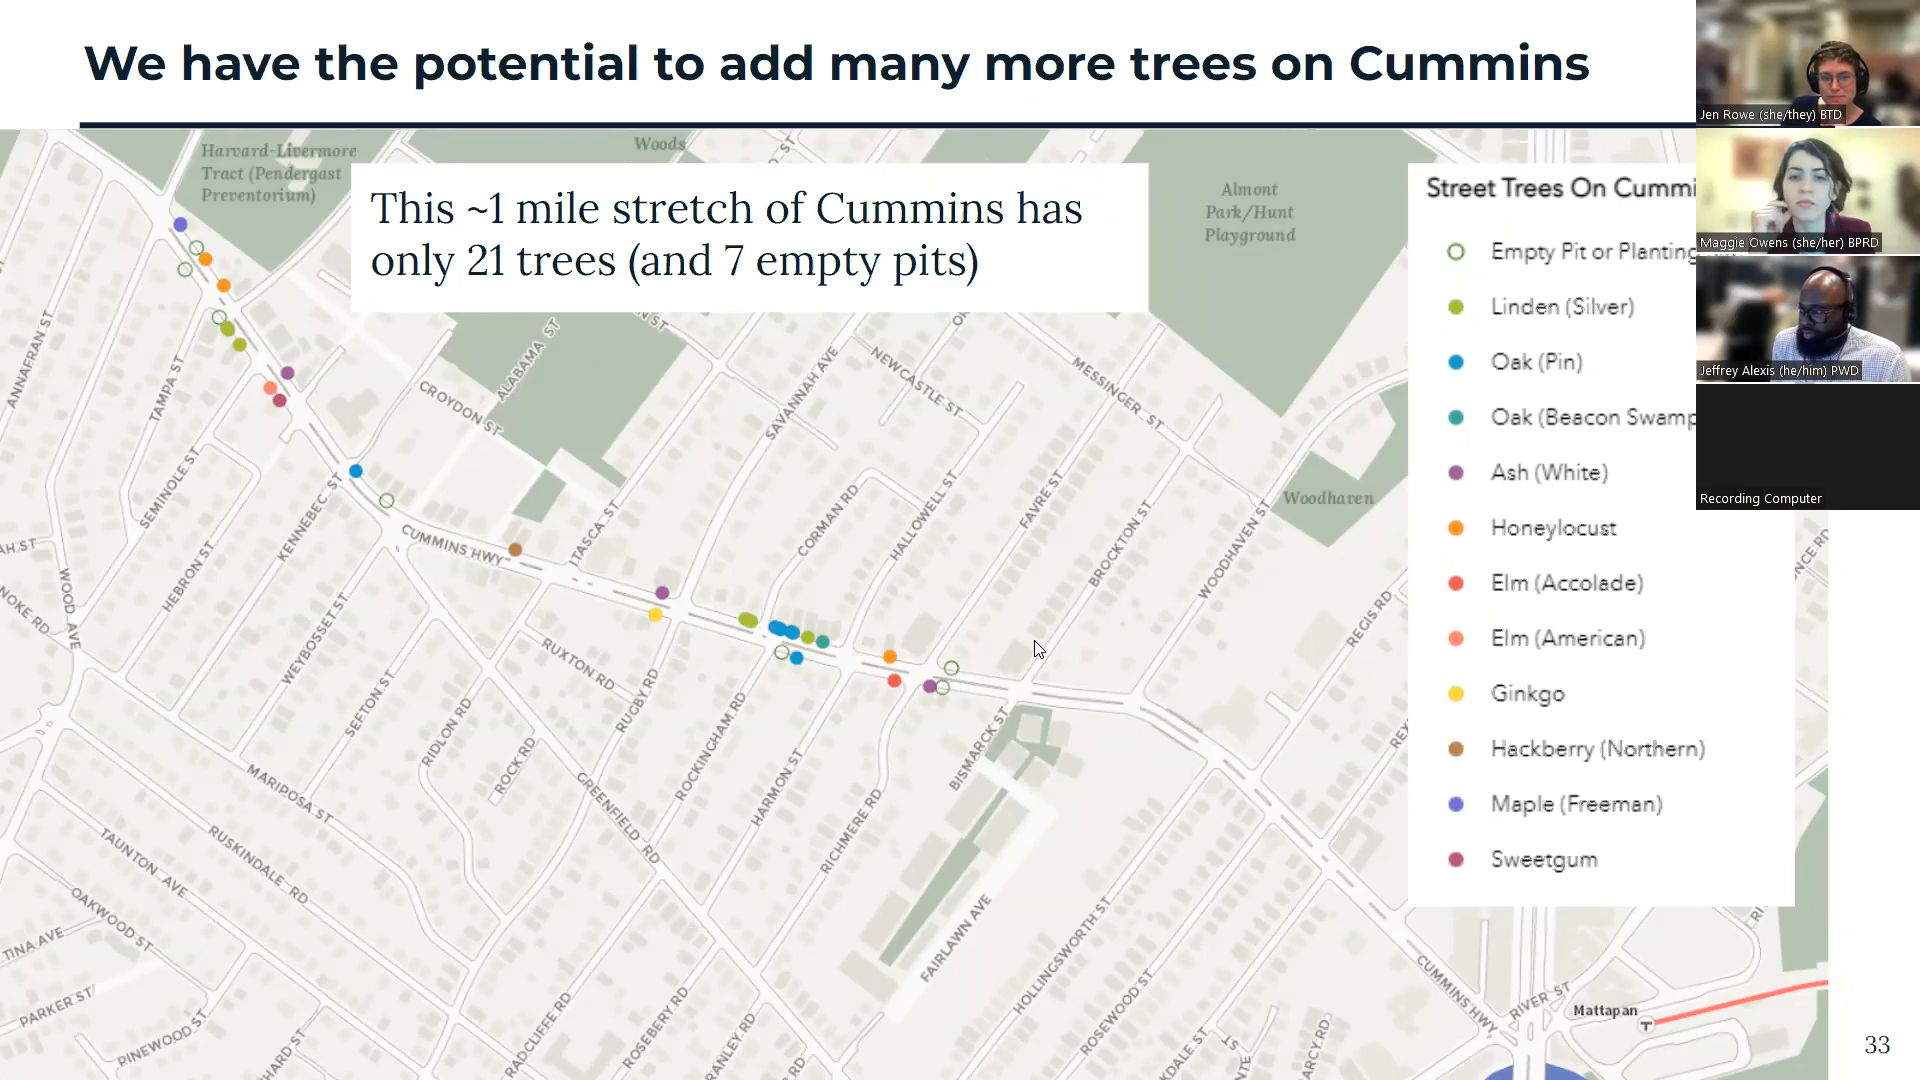 We have the potential to add many more trees on Cummins
This ~1 mile stretch of Cummins has
only 21 trees (and 7 empty pits)
Harvard-Livermore
Tract (Pendergast
Preventorium)
Woods
Almont
Park/Hunt
Playground
Woodhaven
Street Trees On Cummi
Empty Pit or Planting
Linden (Silver)
Oak (Pin)
Oak (Beacon Swamp
Ash (White)
Honeylocust
Elm (Accolade)
Elm (American)
Ginkgo
Hackberry (Northern)
Maple (Freeman)
Sweetgum
Jen Rowe (she/they) BTD
Maggie Owens (she/her) BPRD
Jeffrey Alexis (he/him) PWD
Recording Computer
ANNAFRAN ST
TAMPA ST
SEMINOLE ST
HEBRON ST
KENNEBEC ST
WOOD AVE
WEYBOSSET ST
SEFTON ST
RIDLON RD
ROCK RD
CROYDON ST
ALABAMA ST
CUMMINS HWY
ITASCA ST
SAVANNAH AVE
NEWCASTLE ST
MESSINGER ST
CORMAN RD
HALLOWELL ST
FAVRE ST
BROCKTON ST
WOODHAVEN ST
REGIS RD
RUXTON RD
RUGBY RD
ROCKINGHAM RD
HARMON ST
RICHMERE RD
BISMARCK ST
GREENFIELD RD
MARIPOSA ST
RUSKINDALE RD
TAUNTON AVE
OAKWOOD ST
TINA AVE
PARKER ST
PINEWOOD ST
RADCLIFFE RD
ROSEBERY RD
FAIRLAWN AVE
HOLLINGSWORTH ST
ROSEWOOD ST
CUMMINS HWY
RIVER ST
Mattapan
T
33